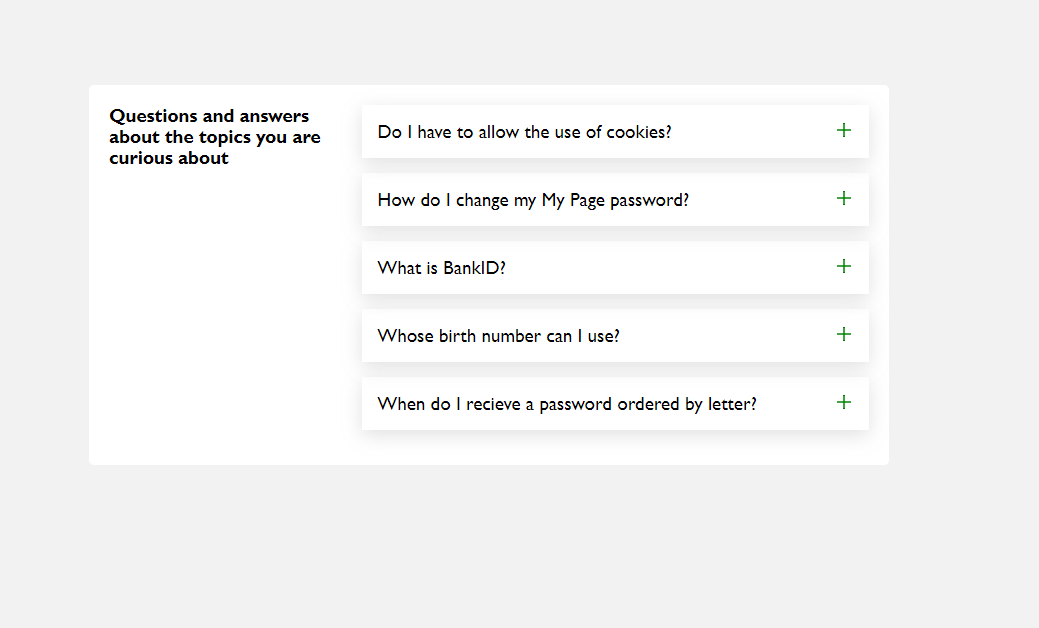 Questions and answers
about the topics you are
curious about
Do I have to allow the use of cookies?
How do I change my My Page password?
What is BankID?
Whose birth number can I use?
When do I recieve a password ordered by letter?